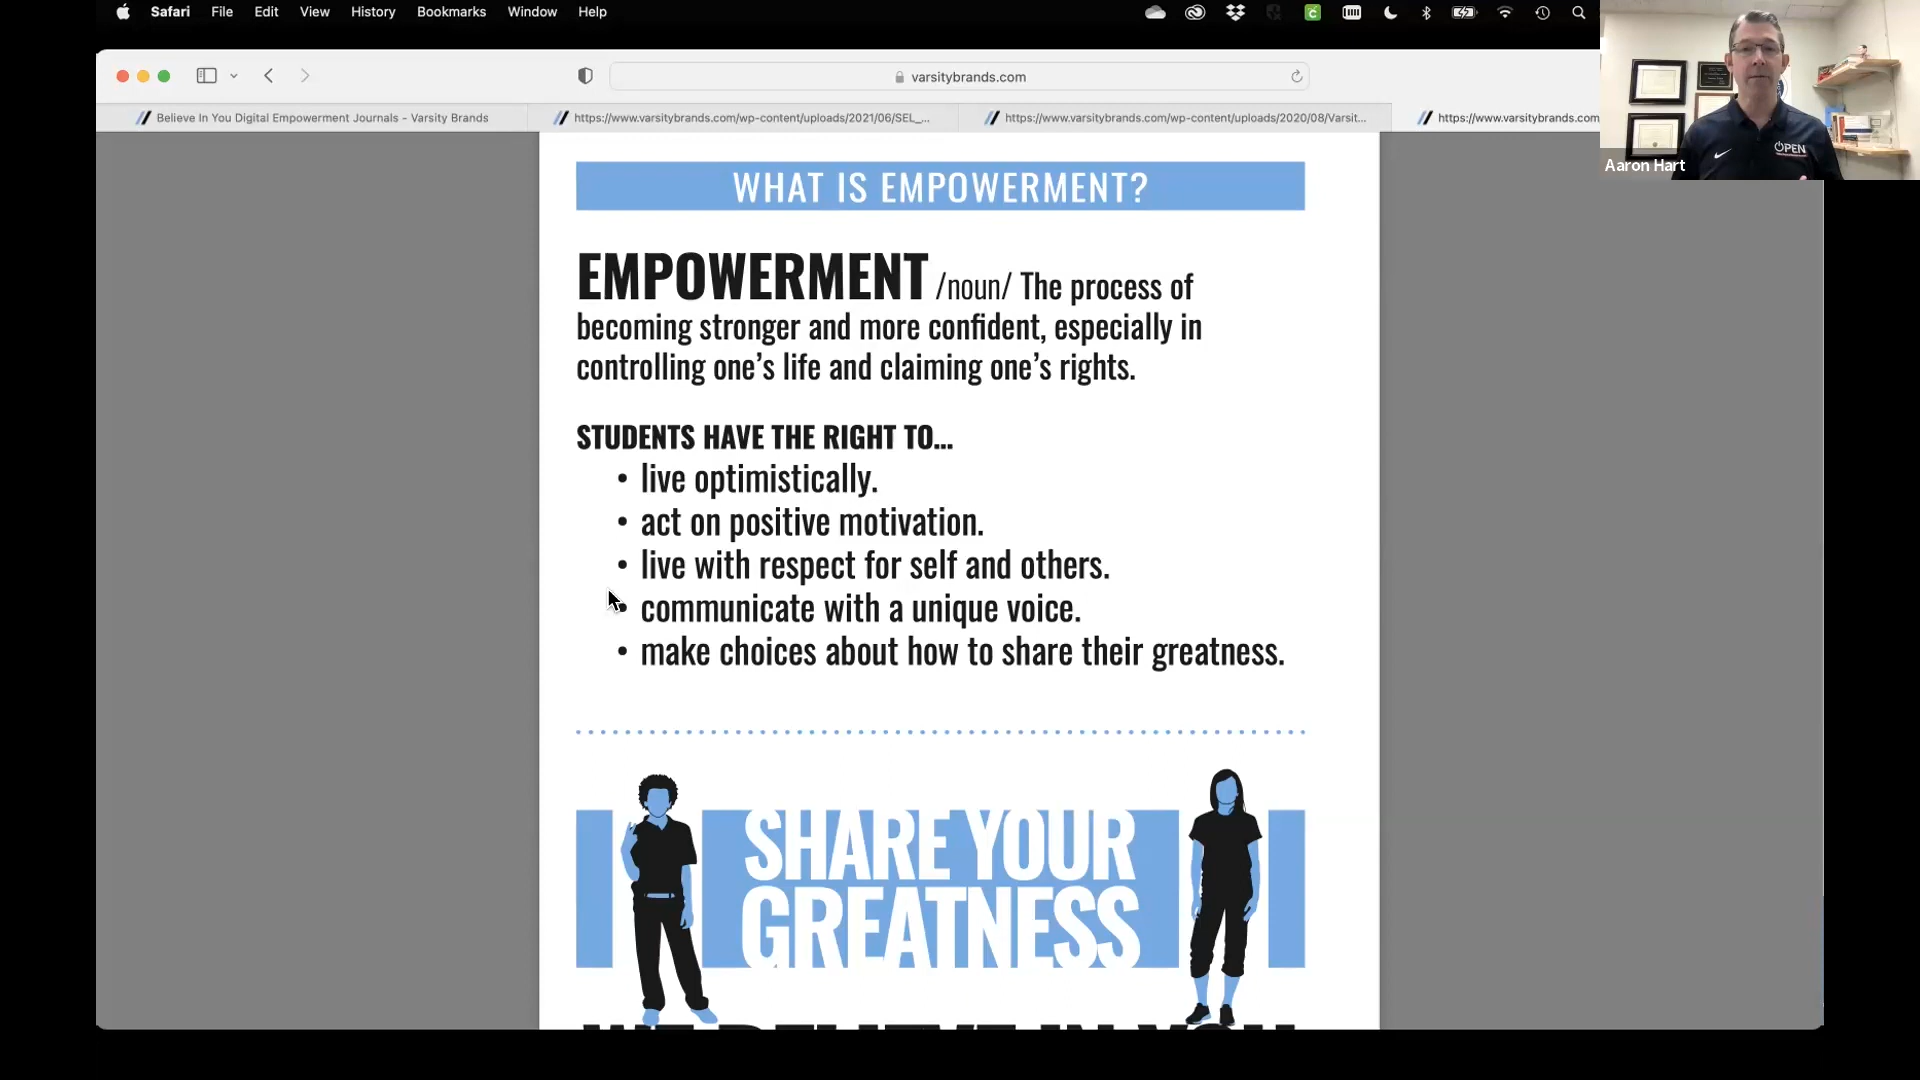 Safari File Edit View History Bookmarks Window Help
varsitybrands.com
Believe In You Digital Empowerment Journals - Varsity Brands
https://www.varsitybrands.com/wp-content/uploads/2021/06/SEL_...
https://www.varsitybrands.com/wp-content/uploads/2020/08/Varsit...
https://www.varsitybrands.com
OPEN
Aaron Hart
WHAT IS EMPOWERMENT?
EMPOWERMENT /noun/ The process of
becoming stronger and more confident, especially in
controlling one’s life and claiming one’s rights.
STUDENTS HAVE THE RIGHT TO...
• live optimistically.
• act on positive motivation.
• live with respect for self and others.
• communicate with a unique voice.
• make choices about how to share their greatness.
SHARE YOUR
GREATNESS
WE BELIEVE IN YOU